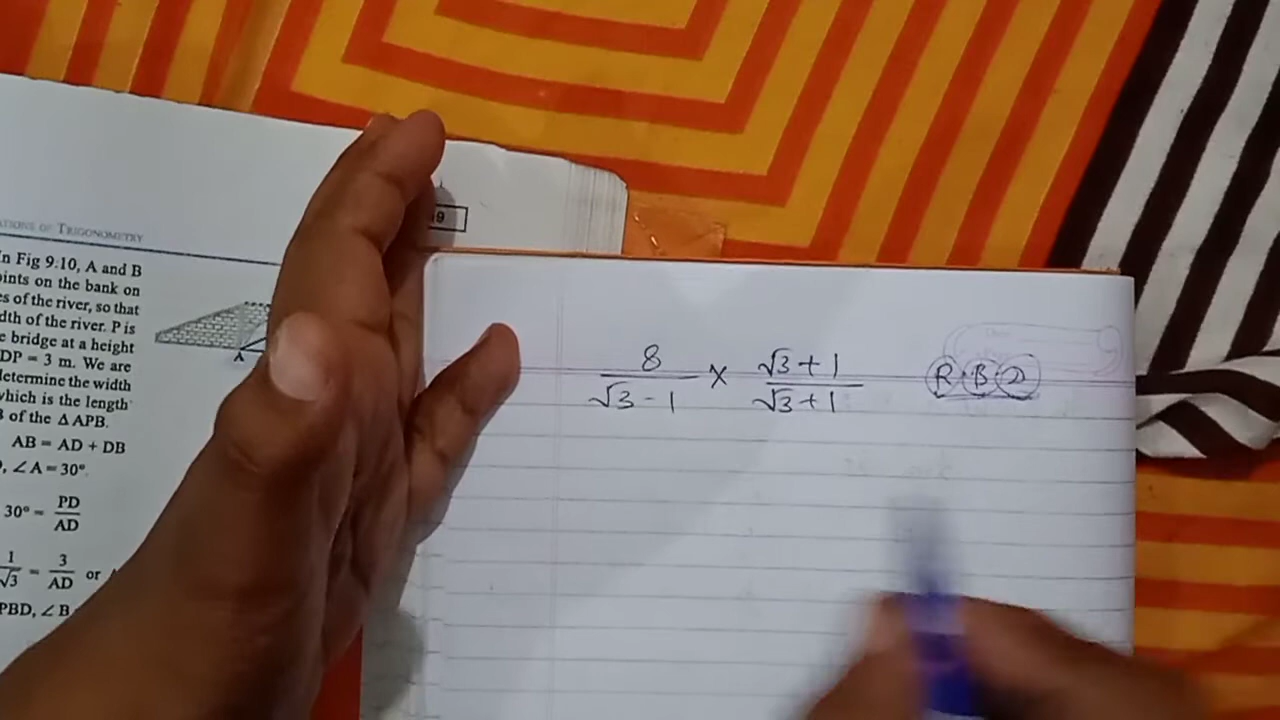 9
ATIONS OF TRIGONOMETRY
In Fig 9.10, A and B
oints on the bank on
es of the river, so that
dth of the river. P is
e bridge at a height
DP = 3 m. We are
determine the width
which is the length
of the Δ APB.
AB = AD + DB
, ∠A = 30°.
30° = PD/AD
1/√3 = 3/AD or
PBD, ∠B
A
8/(√3 - 1) × (√3 + 1)/(√3 + 1)
R B D